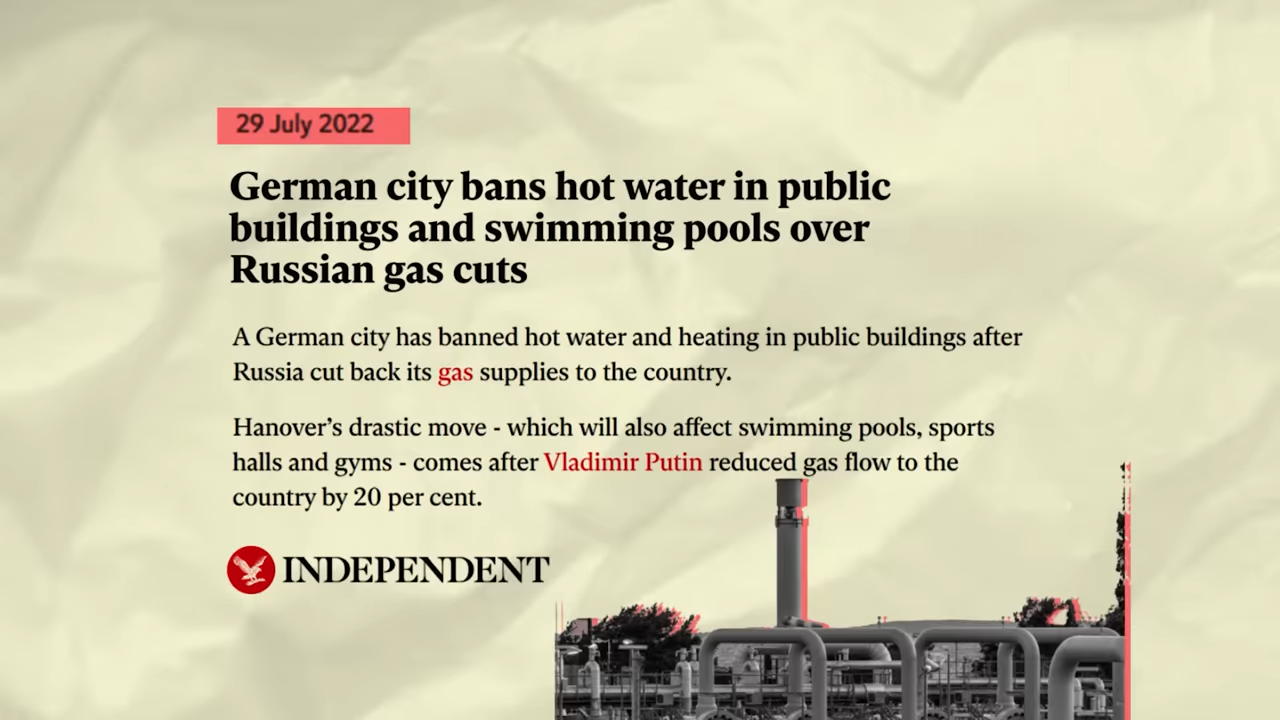 29 July 2022
German city bans hot water in public
buildings and swimming pools over
Russian gas cuts
A German city has banned hot water and heating in public buildings after
Russia cut back its gas supplies to the country.
Hanover’s drastic move - which will also affect swimming pools, sports
halls and gyms - comes after Vladimir Putin reduced gas flow to the
country by 20 per cent.
INDEPENDENT